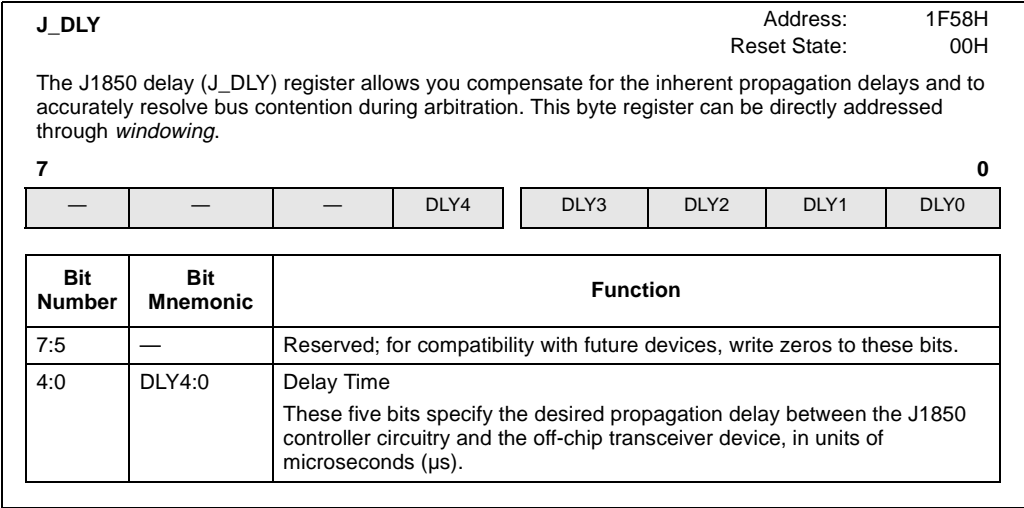 J_DLY
Address: 1F58H
Reset State: 00H
The J1850 delay (J_DLY) register allows you compensate for the inherent propagation delays and to
accurately resolve bus contention during arbitration. This byte register can be directly addressed
through windowing.
7 0
— — — DLY4 DLY3 DLY2 DLY1 DLY0
Bit Number Bit Mnemonic Function
7:5 — Reserved; for compatibility with future devices, write zeros to these bits.
4:0 DLY4:0 Delay Time
These five bits specify the desired propagation delay between the J1850
controller circuitry and the off-chip transceiver device, in units of
microseconds (µs).